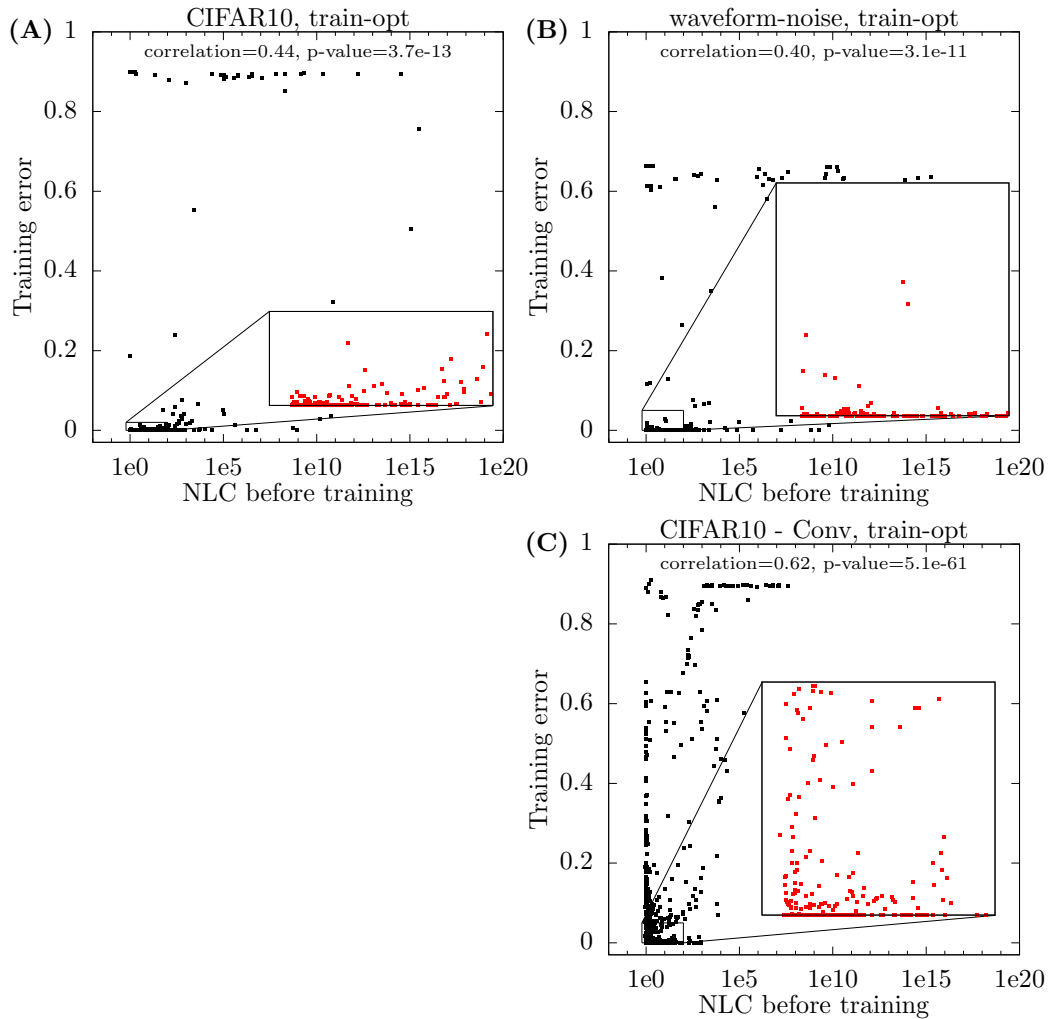 (A)
CIFAR10, train-opt
correlation=0.44, p-value=3.7e-13
Training error
1
0.8
0.6
0.4
0.2
0
1e0 1e5 1e10 1e15 1e20
NLC before training
(B)
waveform-noise, train-opt
correlation=0.40, p-value=3.1e-11
Training error
1
0.8
0.6
0.4
0.2
0
1e0 1e5 1e10 1e15 1e20
NLC before training
(C)
CIFAR10 - Conv, train-opt
correlation=0.62, p-value=5.1e-61
Training error
1
0.8
0.6
0.4
0.2
0
1e0 1e5 1e10 1e15 1e20
NLC before training